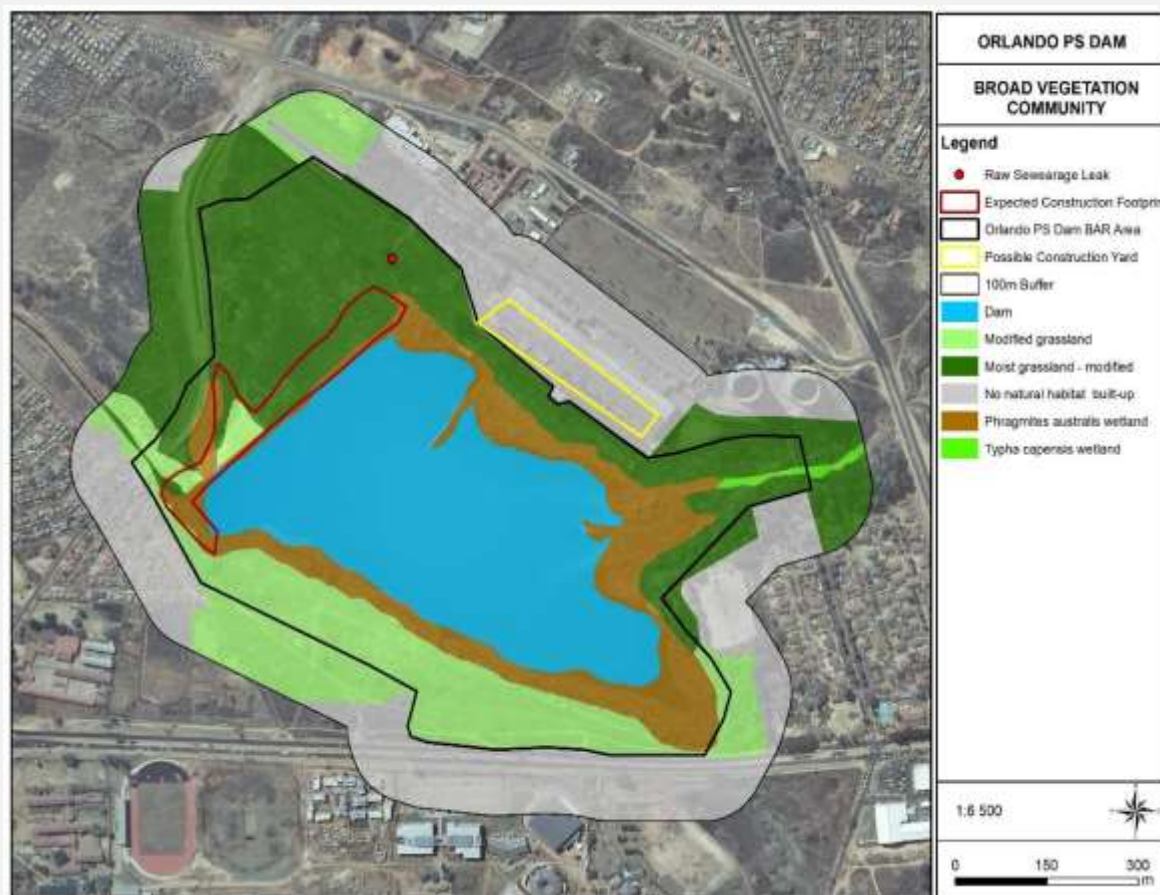 ORLANDO PS DAM
BROAD VEGETATION
COMMUNITY
Legend
Raw Sewearage Leak
Expected Construction Footprin
Orlando PS Dam BAR Area
Possible Construction Yard
100m Buffer
Dam
Modified grassland
Moist grassland - modified
No natural habitat built-up
Phragmites australis wetland
Typha capensis wetland
1:6 500
0 150 300
m